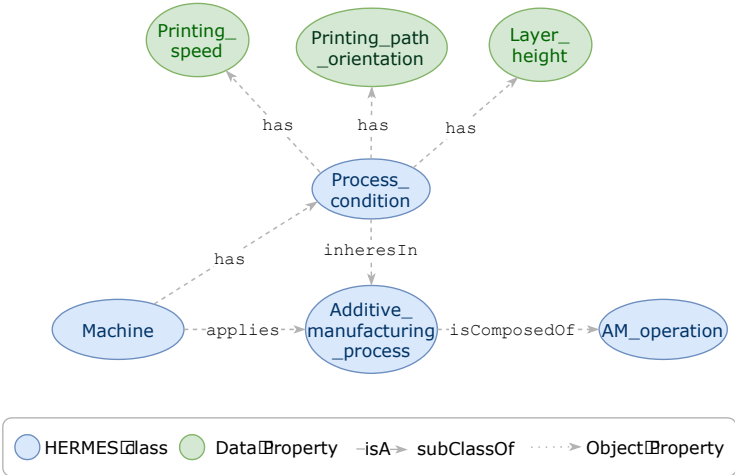 Printing_
speed
Printing_path
_orientation
Layer_
height
has
has
has
Process_
condition
has
inheresIn
Machine
applies
Additive_
manufacturing
_process
isComposedOf
AM_operation
HERMES class
Data Property
isA
subClassOf
Object Property